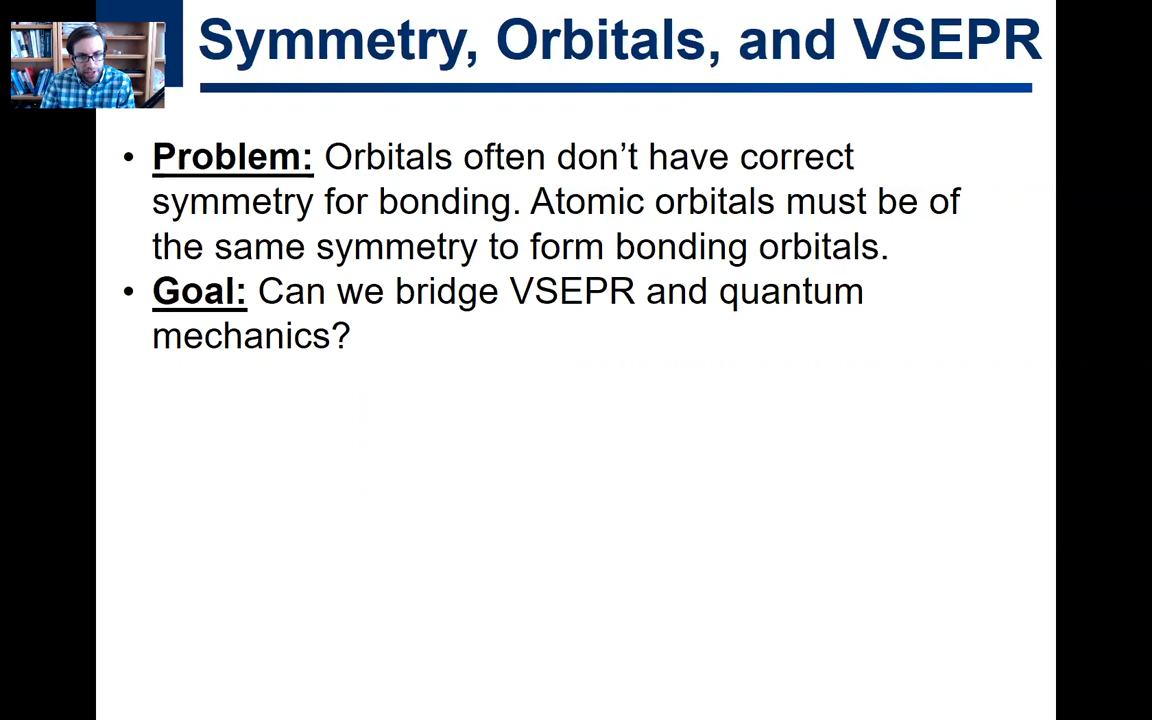 Symmetry, Orbitals, and VSEPR
• Problem: Orbitals often don’t have correct
symmetry for bonding. Atomic orbitals must be of
the same symmetry to form bonding orbitals.
• Goal: Can we bridge VSEPR and quantum
mechanics?